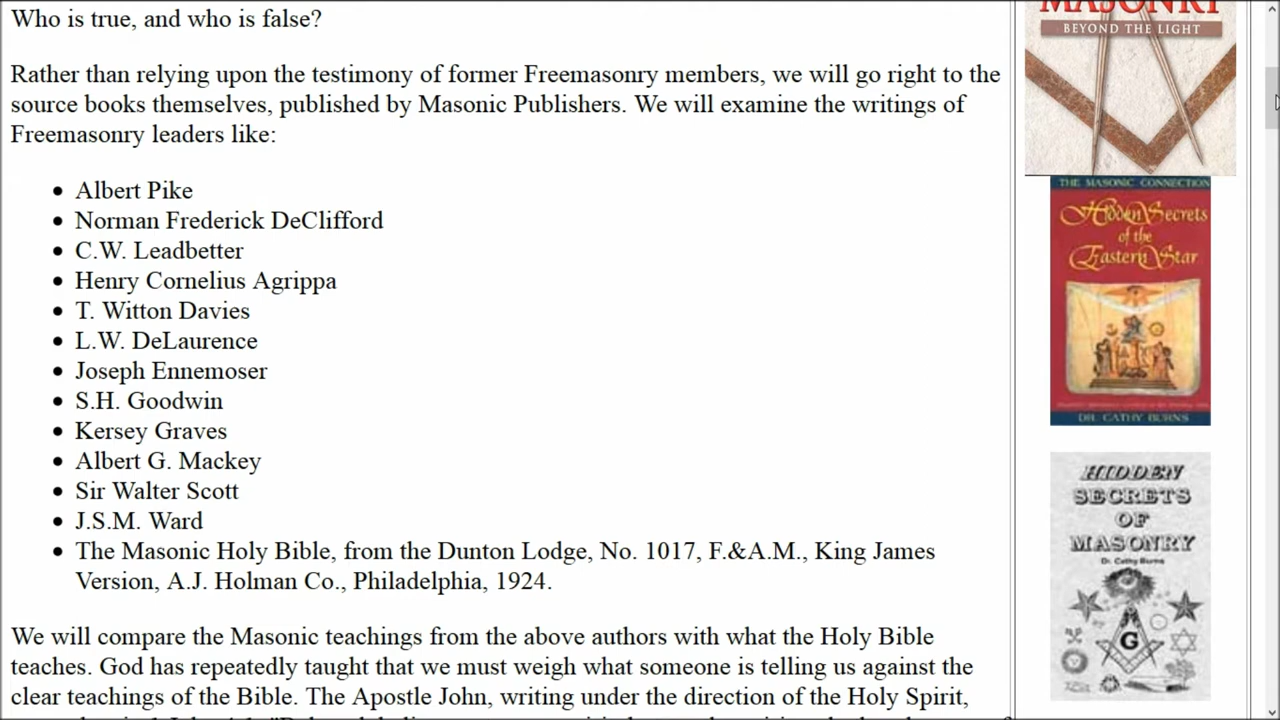 Who is true, and who is false?
Rather than relying upon the testimony of former Freemasonry members, we will go right to the
source books themselves, published by Masonic Publishers. We will examine the writings of
Freemasonry leaders like:
• Albert Pike
• Norman Frederick DeClifford
• C.W. Leadbetter
• Henry Cornelius Agrippa
• T. Witton Davies
• L.W. DeLaurence
• Joseph Ennemoser
• S.H. Goodwin
• Kersey Graves
• Albert G. Mackey
• Sir Walter Scott
• J.S.M. Ward
• The Masonic Holy Bible, from the Dunton Lodge, No. 1017, F.&A.M., King James
Version, A.J. Holman Co., Philadelphia, 1924.
We will compare the Masonic teachings from the above authors with what the Holy Bible
teaches. God has repeatedly taught that we must weigh what someone is telling us against the
clear teachings of the Bible. The Apostle John, writing under the direction of the Holy Spirit,
MASONRY
BEYOND THE LIGHT
THE MASONIC CONNECTION
Hidden Secrets
of the
Eastern Star
DR. CATHY BURNS
HIDDEN
SECRETS
OF
MASONRY
Dr. Cathy Burns
G